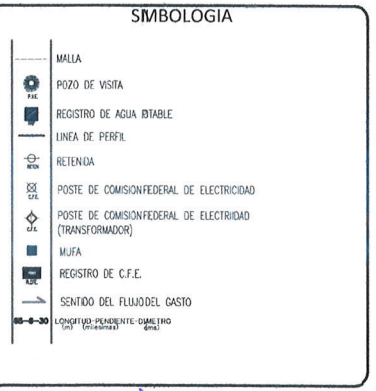 SIMBOLOGIA
MALLA
P.V.E.
POZO DE VISITA
REGISTRO DE AGUA POTABLE
LINEA DE PERFIL
RETEN
RETENIDA
C.F.E.
POSTE DE COMISION FEDERAL DE ELECTRICIDAD
C.F.E.
POSTE DE COMISION FEDERAL DE ELECTRIIDAD
(TRANSFORMADOR)
MUFA
REGISTRO DE C.F.E.
SENTIDO DEL FLUJO DEL GASTO
65-6-30 LONGITUD-PENDIENTE-DIAMETRO
(m) (milesimas) dms)